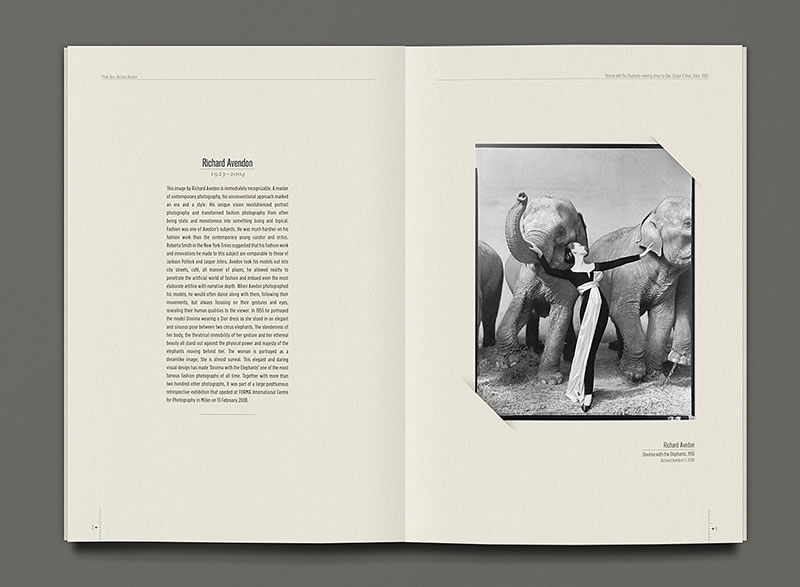 Richard Avendon
1923–2004
This image by Richard Avedon is immediately recognizable. A master
of contemporary photography, his unconventional approach marked
an era and a style. His unique vision revolutionized portrait
photography and transformed fashion photography from often
being static and monotonous into something living and topical.
Fashion was one of Avedon's subjects. He was much harsher on his
fashion work than the contemporary young curator and critics.
Roberta Smith in the New York Times suggested that his fashion work
and innovations he made to this subject are comparable to those of
Jackson Pollock and Jasper Johns. Avedon took his models out into
city streets, café, all manner of places; he allowed reality to
penetrate the artificial world of fashion and imbued even the most
elaborate artifice with narrative depth. When Avedon photographed
his models, he would often dance along with them, following their
movements, but always focusing on their gestures and eyes,
revealing their human qualities to the viewer. In 1955 he portrayed
the model Dovima wearing a Dior dress as she stood in an elegant
and sinuous pose between two circus elephants. The slenderness of
her body, the theatrical immobility of her gesture and her ethereal
beauty all stand out against the physical power and majesty of the
elephants moving behind her. The woman is portrayed as a
dreamlike image; She is almost surreal. This elegant and daring
visual design has made 'Dovima with the Elephants' one of the most
famous fashion photographs of all time. Together with more than
two hundred other photographs, it was part of a large posthumous
retrospective exhibition that opeded at FORMA International Centre
for Photography in Milan on 15 February 2008.
Richard Avedon
Dovima with the Elephants, 1955
Richard Avendon © 2008